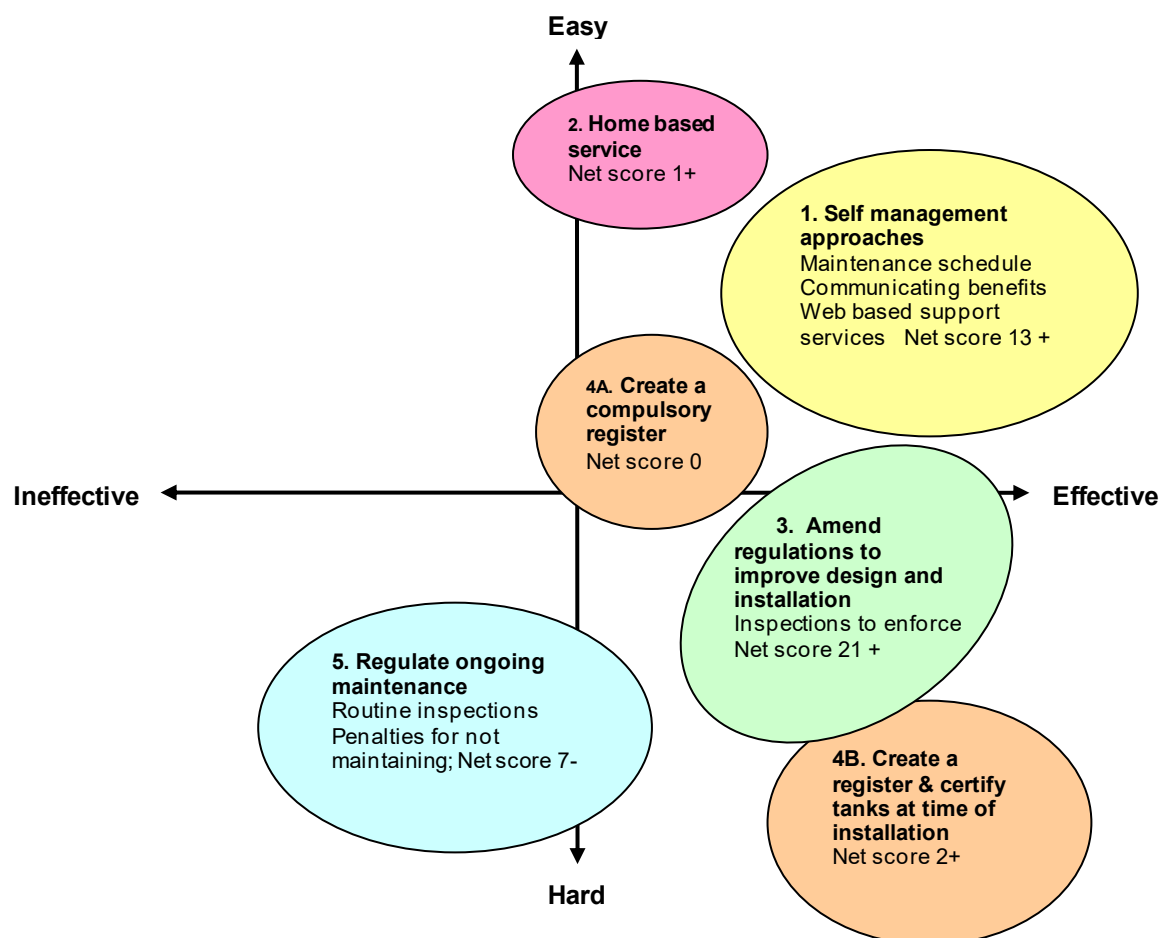 Easy
2. Home based
service
Net score 1+
1. Self management
approaches
Maintenance schedule
Communicating benefits
Web based support
services   Net score 13 +
4A. Create a
compulsory
register
Net score 0
Ineffective
Effective
3.  Amend
regulations to
improve design and
installation
Inspections to enforce
Net score 21 +
5. Regulate ongoing
maintenance
Routine inspections
Penalties for not
maintaining; Net score 7-
4B. Create a
register & certify
tanks at time of
installation
Net score 2+
Hard